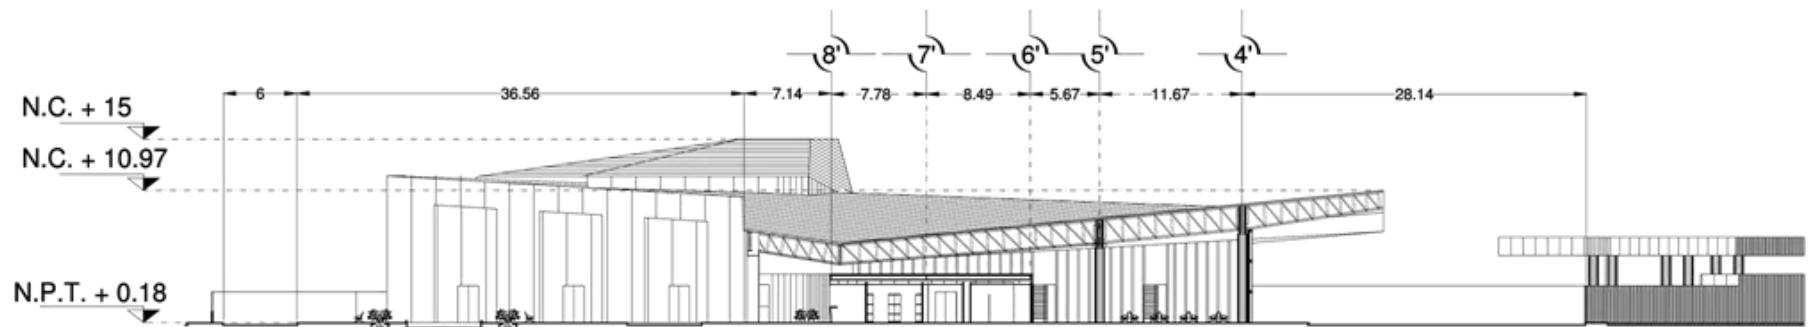 8' 7' 6' 5' 4'
6 36.56 7.14 7.78 8.49 5.67 11.67 28.14
N.C. + 15
N.C. + 10.97
N.P.T. + 0.18